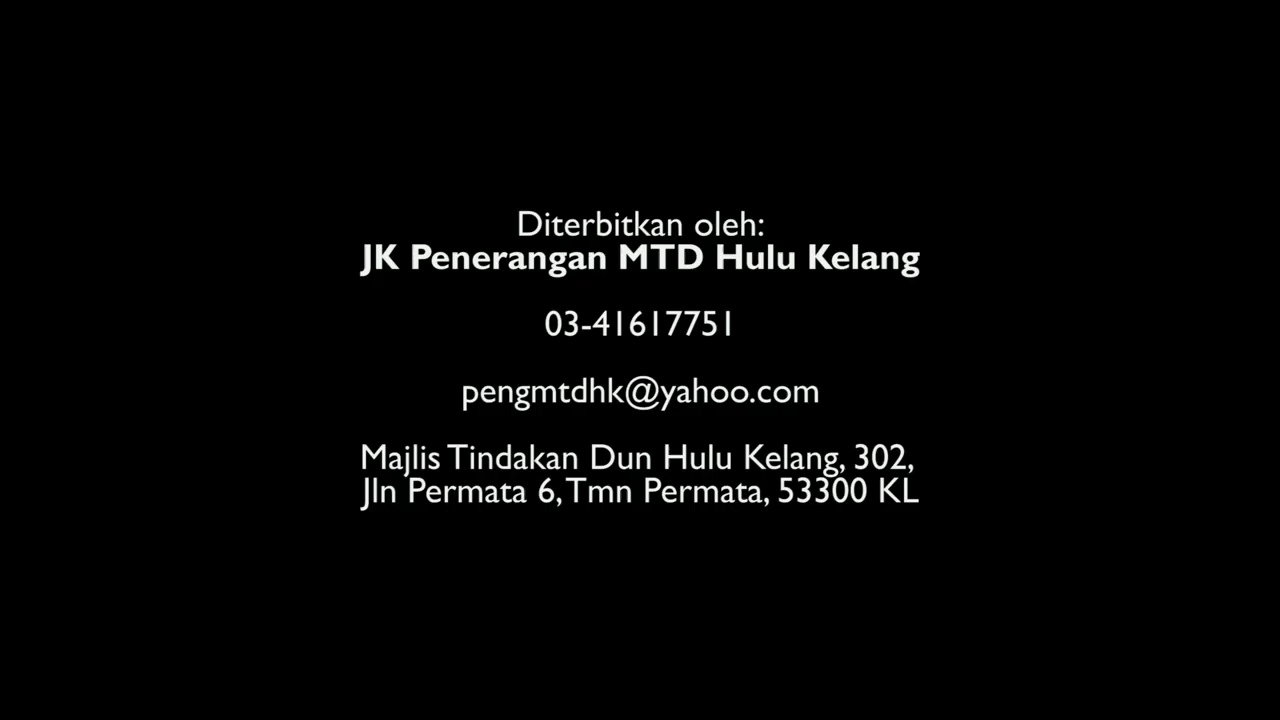 Diterbitkan oleh:
JK Penerangan MTD Hulu Kelang
03-41617751
pengmtdhk@yahoo.com
Majlis Tindakan Dun Hulu Kelang, 302,
Jln Permata 6, Tmn Permata, 53300 KL